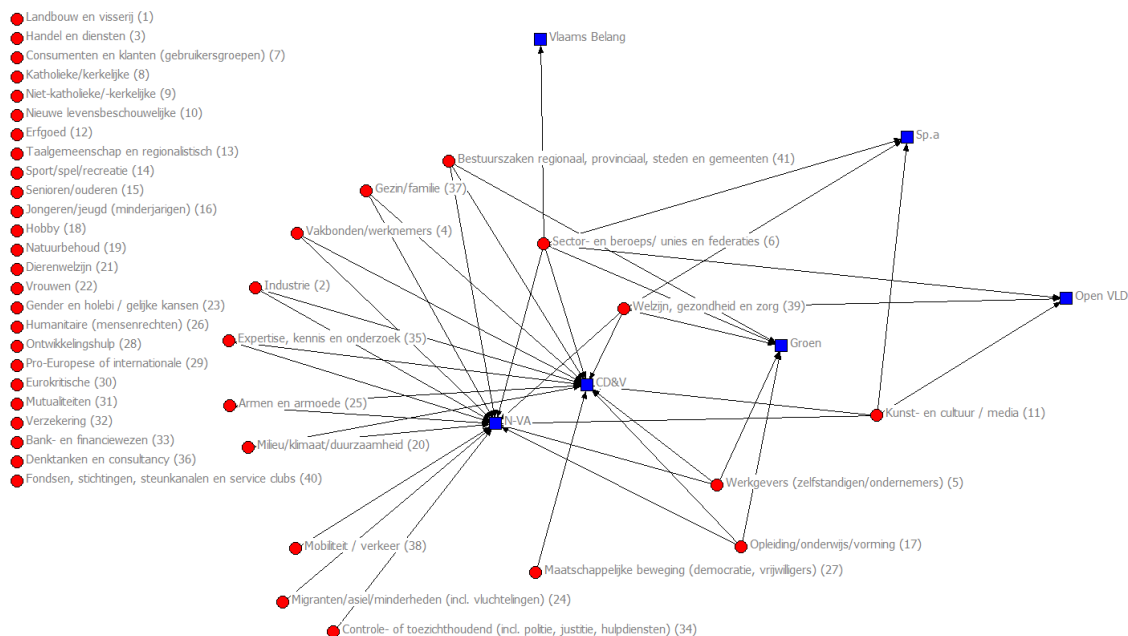 Landbouw en visserij (1)
Handel en diensten (3)
Consumenten en klanten (gebruikersgroepen) (7)
Katholieke/kerkelijke (8)
Niet-katholieke/-kerkelijke (9)
Nieuwe levensbeschouwelijke (10)
Erfgoed (12)
Taalgemeenschap en regionalistisch (13)
Sport/spel/recreatie (14)
Senioren/ouderen (15)
Jongeren/jeugd (minderjarigen) (16)
Hobby (18)
Natuurbehoud (19)
Dierenwelzijn (21)
Vrouwen (22)
Gender en holebi / gelijke kansen (23)
Humanitaire (mensenrechten) (26)
Ontwikkelingshulp (28)
Pro-Europese of internationale (29)
Eurokritische (30)
Mutualiteiten (31)
Verzekering (32)
Bank- en financiewezen (33)
Denktanken en consultancy (36)
Fondsen, stichtingen, steunkanalen en service clubs (40)
Vlaams Belang
Sp.a
Bestuurszaken regionaal, provinciaal, steden en gemeenten (41)
Gezin/familie (37)
Vakbonden/werknemers (4)
Sector- en beroeps/ unies en federaties (6)
Industrie (2)
Open VLD
Welzijn, gezondheid en zorg (39)
Expertise, kennis en onderzoek (35)
Groen
CD&V
Armen en armoede (25)
Kunst- en cultuur / media (11)
N-VA
Milieu/klimaat/duurzaamheid (20)
Werkgevers (zelfstandigen/ondernemers) (5)
Mobiliteit / verkeer (38)
Opleiding/onderwijs/vorming (17)
Maatschappelijke beweging (democratie, vrijwilligers) (27)
Migranten/asiel/minderheden (incl. vluchtelingen) (24)
Controle- of toezichthoudend (incl. politie, justitie, hulpdiensten) (34)